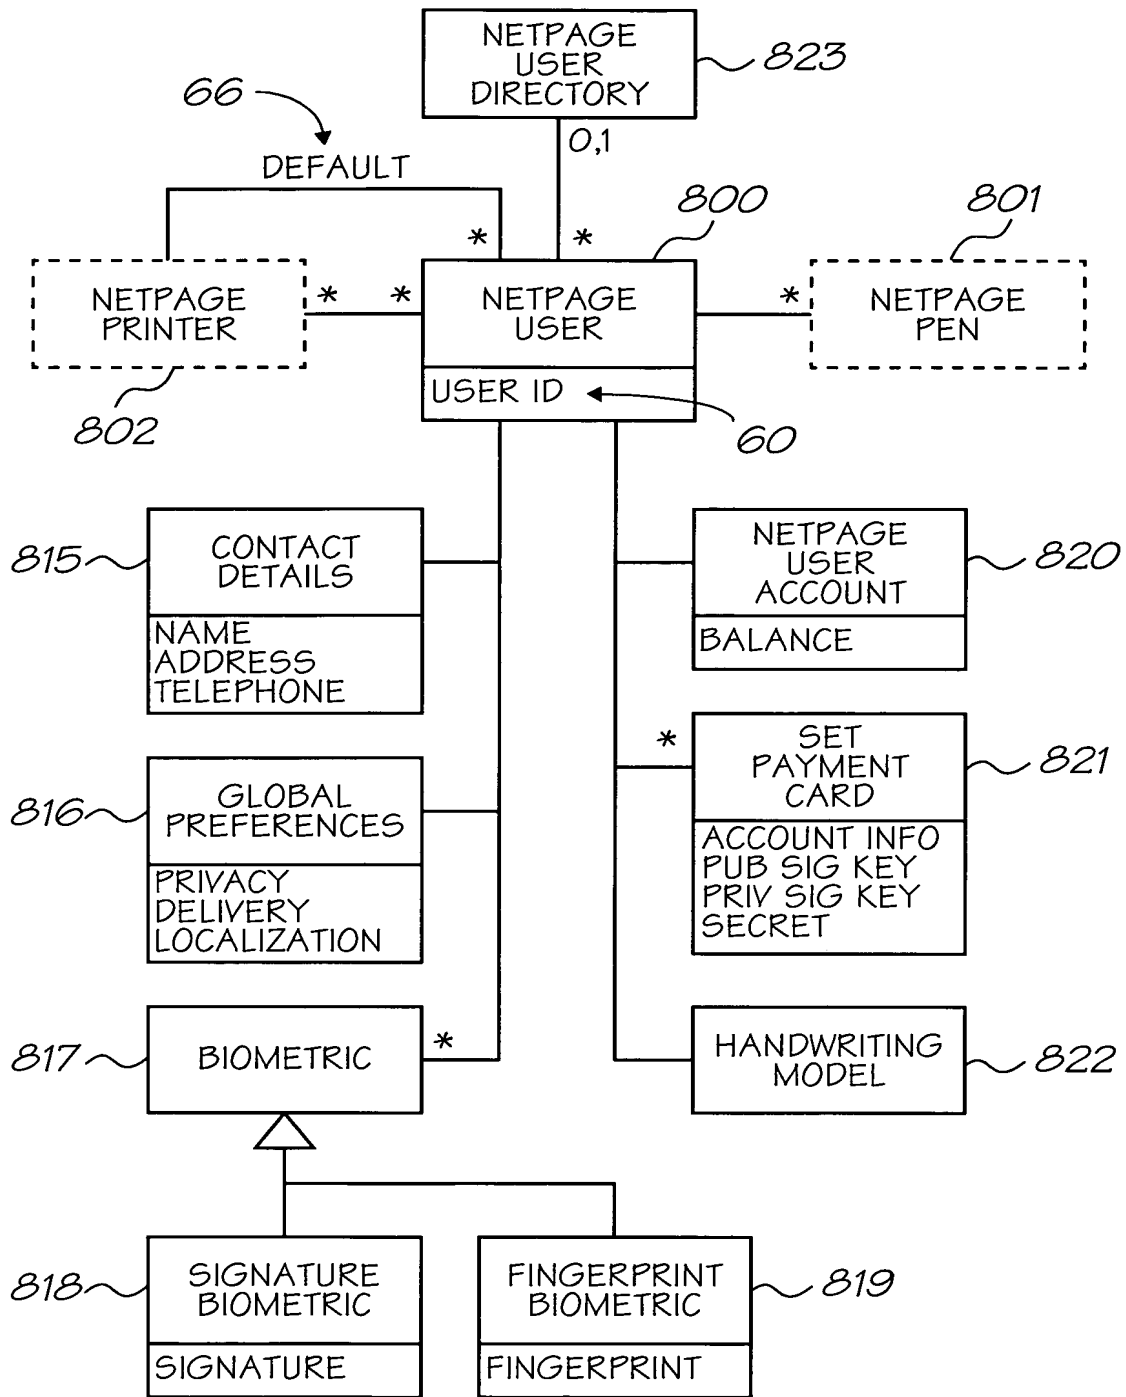 NETPAGE
USER
DIRECTORY
823
66
DEFAULT
0,1
*
*
800
801
NETPAGE
PRINTER
*
*
NETPAGE
USER
*
NETPAGE
PEN
802
USER ID
60
815
CONTACT
DETAILS
NAME
ADDRESS
TELEPHONE
NETPAGE
USER
ACCOUNT
820
BALANCE
816
GLOBAL
PREFERENCES
PRIVACY
DELIVERY
LOCALIZATION
*
SET
PAYMENT
CARD
821
ACCOUNT INFO
PUB SIG KEY
PRIV SIG KEY
SECRET
817
BIOMETRIC
*
HANDWRITING
MODEL
822
818
SIGNATURE
BIOMETRIC
SIGNATURE
FINGERPRINT
BIOMETRIC
819
FINGERPRINT